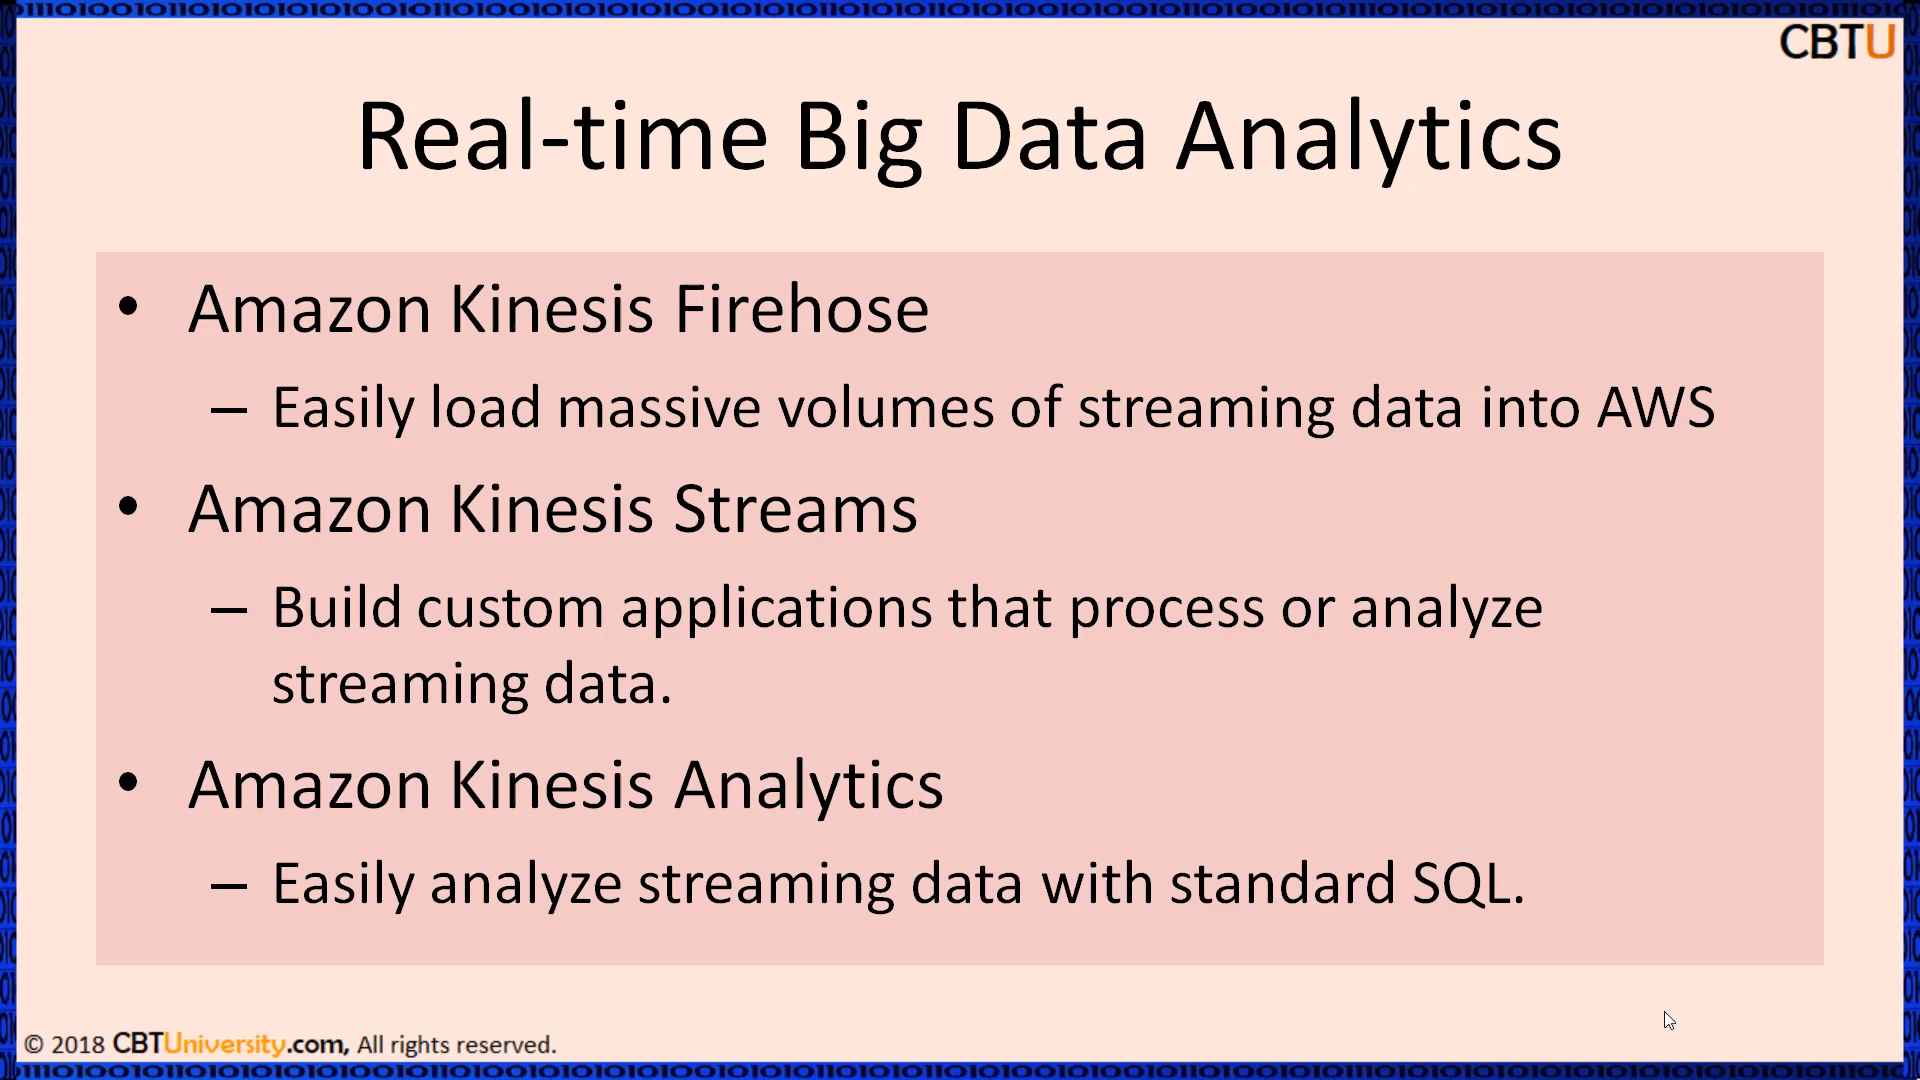 CBTU
Real-time Big Data Analytics
• Amazon Kinesis Firehose
– Easily load massive volumes of streaming data into AWS
• Amazon Kinesis Streams
– Build custom applications that process or analyze
streaming data.
• Amazon Kinesis Analytics
– Easily analyze streaming data with standard SQL.
© 2018 CBTUniversity.com, All rights reserved.